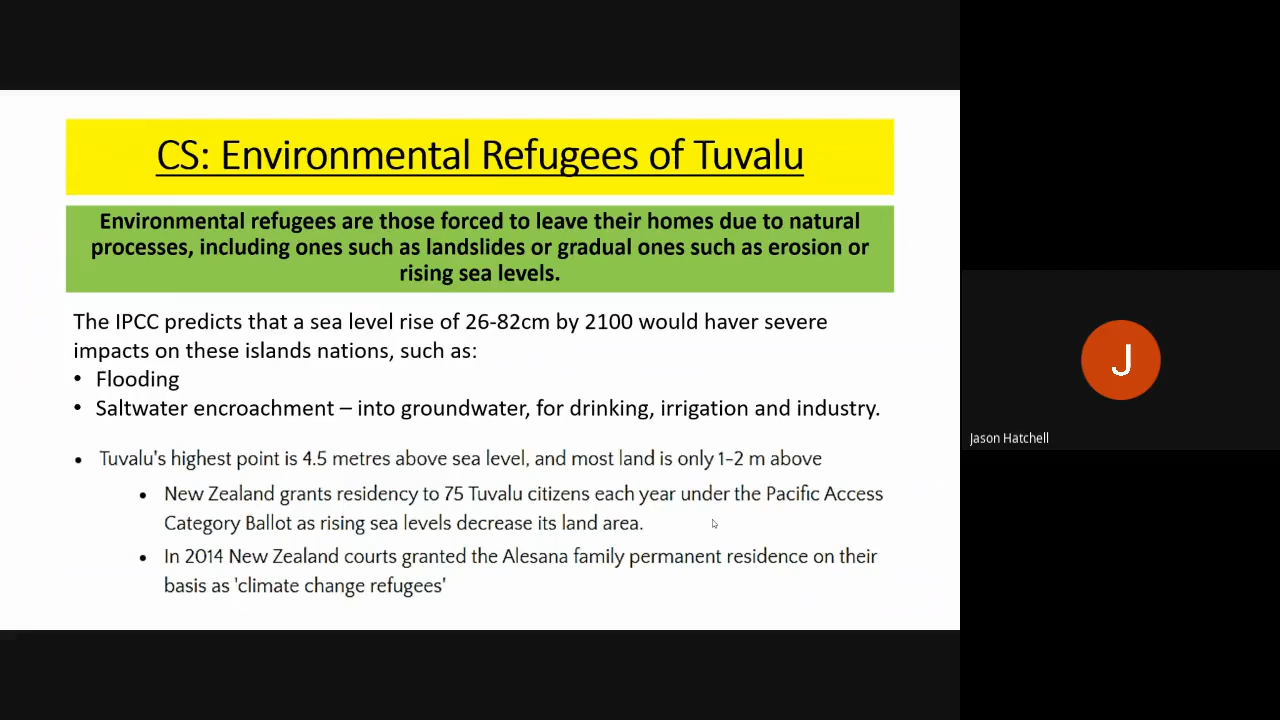 CS: Environmental Refugees of Tuvalu
Environmental refugees are those forced to leave their homes due to natural
processes, including ones such as landslides or gradual ones such as erosion or
rising sea levels.
The IPCC predicts that a sea level rise of 26-82cm by 2100 would haver severe
impacts on these islands nations, such as:
• Flooding
• Saltwater encroachment – into groundwater, for drinking, irrigation and industry.
• Tuvalu's highest point is 4.5 metres above sea level, and most land is only 1–2 m above
• New Zealand grants residency to 75 Tuvalu citizens each year under the Pacific Access
Category Ballot as rising sea levels decrease its land area.
• In 2014 New Zealand courts granted the Alesana family permanent residence on their
basis as 'climate change refugees'
J
Jason Hatchell